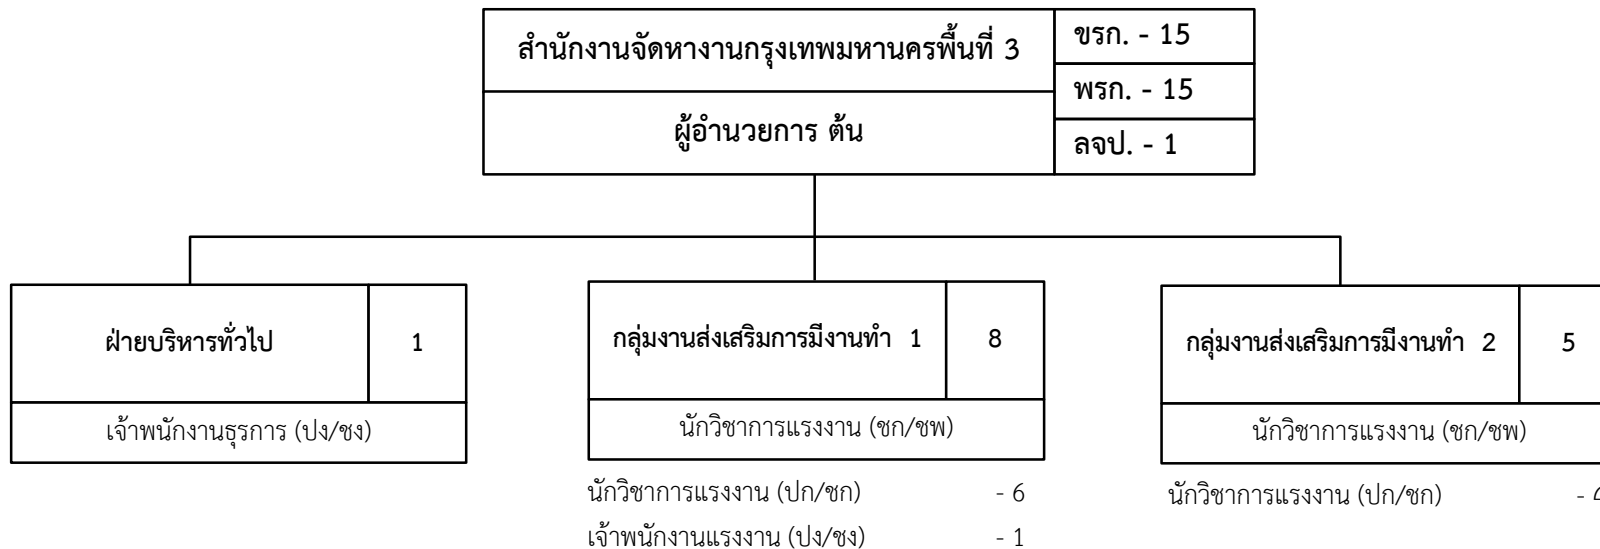 สำนักงานจัดหางานกรุงเทพมหานครพื้นที่ 3
ผู้อำนวยการ ต้น
ขรก. - 15
พรก. - 15
ลจป. - 1
ฝ่ายบริหารทั่วไป 1
เจ้าพนักงานธุรการ (ปง/ชง)
กลุ่มงานส่งเสริมการมีงานทำ 1 8
นักวิชาการแรงงาน (ชก/ชพ)
นักวิชาการแรงงาน (ปก/ชก) - 6
เจ้าพนักงานแรงงาน (ปง/ชง) - 1
กลุ่มงานส่งเสริมการมีงานทำ 2 5
นักวิชาการแรงงาน (ชก/ชพ)
นักวิชาการแรงงาน (ปก/ชก) - 4